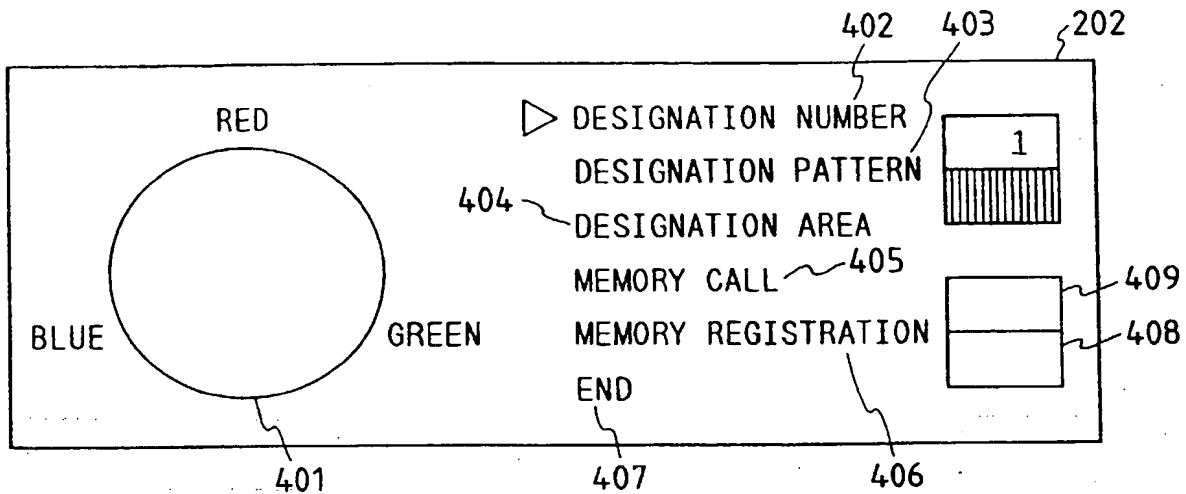 402 403 202
RED
DESIGNATION NUMBER 1
DESIGNATION PATTERN
404 DESIGNATION AREA
MEMORY CALL 405
409
BLUE GREEN MEMORY REGISTRATION 408
END
401 407 406